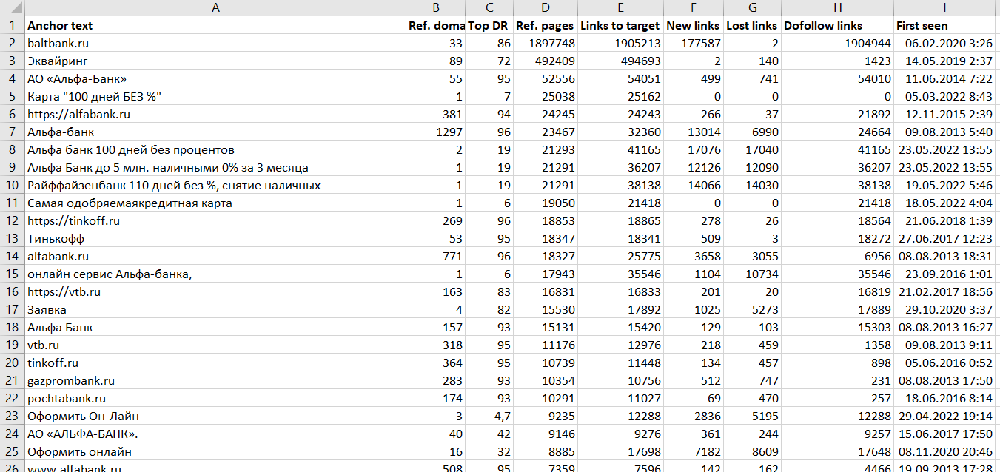 A B C D E F G H I
1 Anchor text Ref. doma Top DR Ref. pages Links to target New links Lost links Dofollow links First seen
2 baltbank.ru 33 86 1897748 1905213 177587 2 1904944 06.02.2020 3:26
3 Эквайринг 89 72 492409 494693 2 140 1423 14.05.2019 2:37
4 АО «Альфа-Банк» 55 95 52556 54051 499 741 54010 11.06.2014 7:22
5 Карта "100 дней БЕЗ %" 1 7 25038 25162 0 0 0 05.03.2022 8:43
6 https://alfabank.ru 381 94 24245 24243 266 37 21892 12.11.2015 2:39
7 Альфа-банк 1297 96 23467 32360 13014 6990 24664 09.08.2013 5:40
8 Альфа банк 100 дней без процентов 2 19 21293 41165 17076 17040 41165 23.05.2022 13:55
9 Альфа Банк до 5 млн. наличными 0% за 3 месяца 1 19 21291 36207 12126 12090 36207 23.05.2022 13:55
10 Райффайзенбанк 110 дней без %, снятие наличных 1 19 21291 38138 14066 14030 38138 19.05.2022 5:46
11 Самая одобряемаякредитная карта 1 6 19050 21418 0 0 21418 18.05.2022 4:04
12 https://tinkoff.ru 269 96 18853 18865 278 26 18564 21.06.2018 1:39
13 Тинькофф 53 95 18347 18341 509 3 18272 27.06.2017 12:23
14 alfabank.ru 771 96 18327 25775 3658 3055 6956 08.08.2013 18:31
15 онлайн сервис Альфа-банка, 1 6 17943 35546 1104 10734 35546 23.09.2016 1:01
16 https://vtb.ru 163 83 16831 16833 201 20 16819 21.02.2017 18:56
17 Заявка 4 82 15530 17892 1025 5273 17889 29.10.2020 3:37
18 Альфа Банк 157 93 15131 15420 129 103 15303 08.08.2013 16:27
19 vtb.ru 318 95 11176 12976 218 459 1358 09.08.2013 9:11
20 tinkoff.ru 364 95 10739 11448 134 457 898 05.06.2016 0:52
21 gazprombank.ru 283 93 10354 10756 512 747 231 08.08.2013 17:50
22 pochtabank.ru 174 93 10291 11027 69 470 257 18.06.2016 8:14
23 Оформить Он-Лайн 3 4,7 9235 12288 2836 5195 12288 29.04.2022 19:14
24 АО «АЛЬФА-БАНК». 40 42 9146 9276 361 244 9257 15.06.2017 17:50
25 Оформить онлайн 16 32 8885 17698 7182 8609 17648 08.11.2020 20:46
26 www.alfabank.ru 508 95 7359 7596 142 162 4466 19.09.2013 17:28